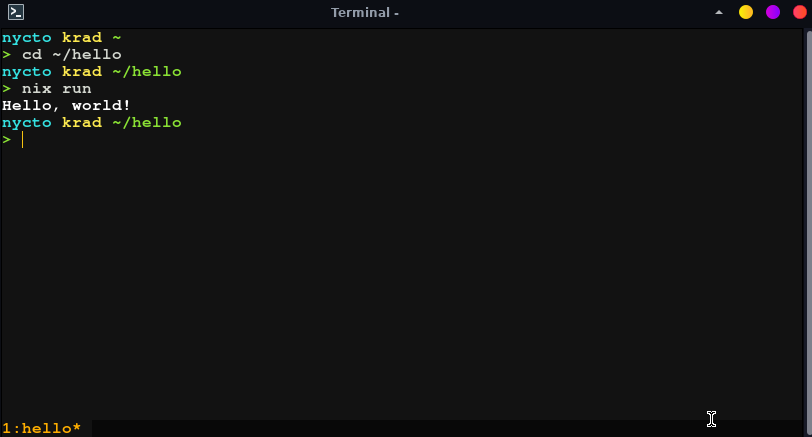 Terminal -
nycto krad ~
> cd ~/hello
nycto krad ~/hello
> nix run
Hello, world!
nycto krad ~/hello
>
1:hello*